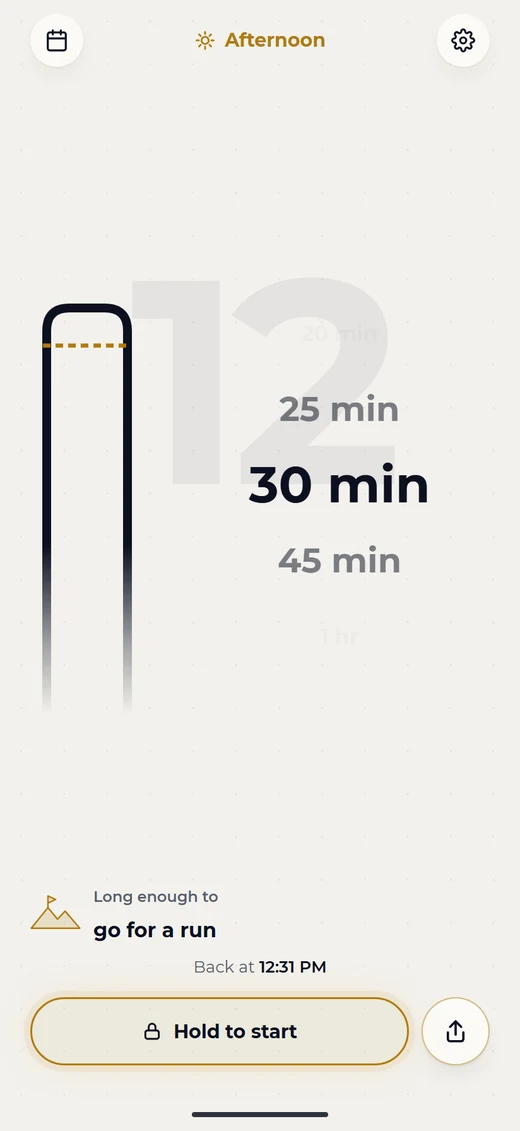 Afternoon
12
20 min
25 min
30 min
45 min
1 hr
Long enough to
go for a run
Back at 12:31 PM
Hold to start